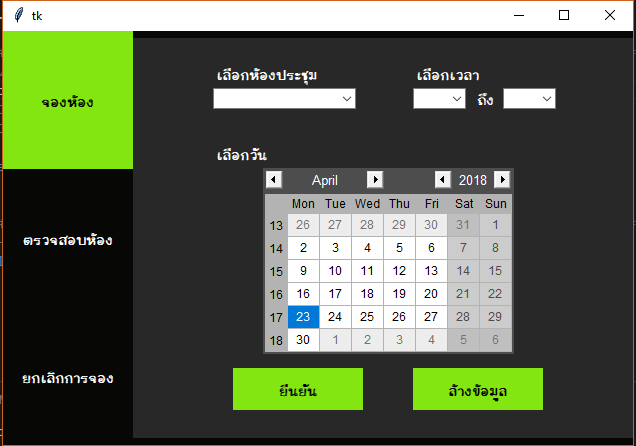 tk
จองห้อง
ตรวจสอบห้อง
ยกเลิกการจอง
เลือกห้องประชุม
เลือกเวลา
ถึง
เลือกวัน
April 2018
Mon Tue Wed Thu Fri Sat Sun
13 26 27 28 29 30 31 1
14 2 3 4 5 6 7 8
15 9 10 11 12 13 14 15
16 16 17 18 19 20 21 22
17 23 24 25 26 27 28 29
18 30 1 2 3 4 5 6
ยืนยัน ล้างข้อมูล